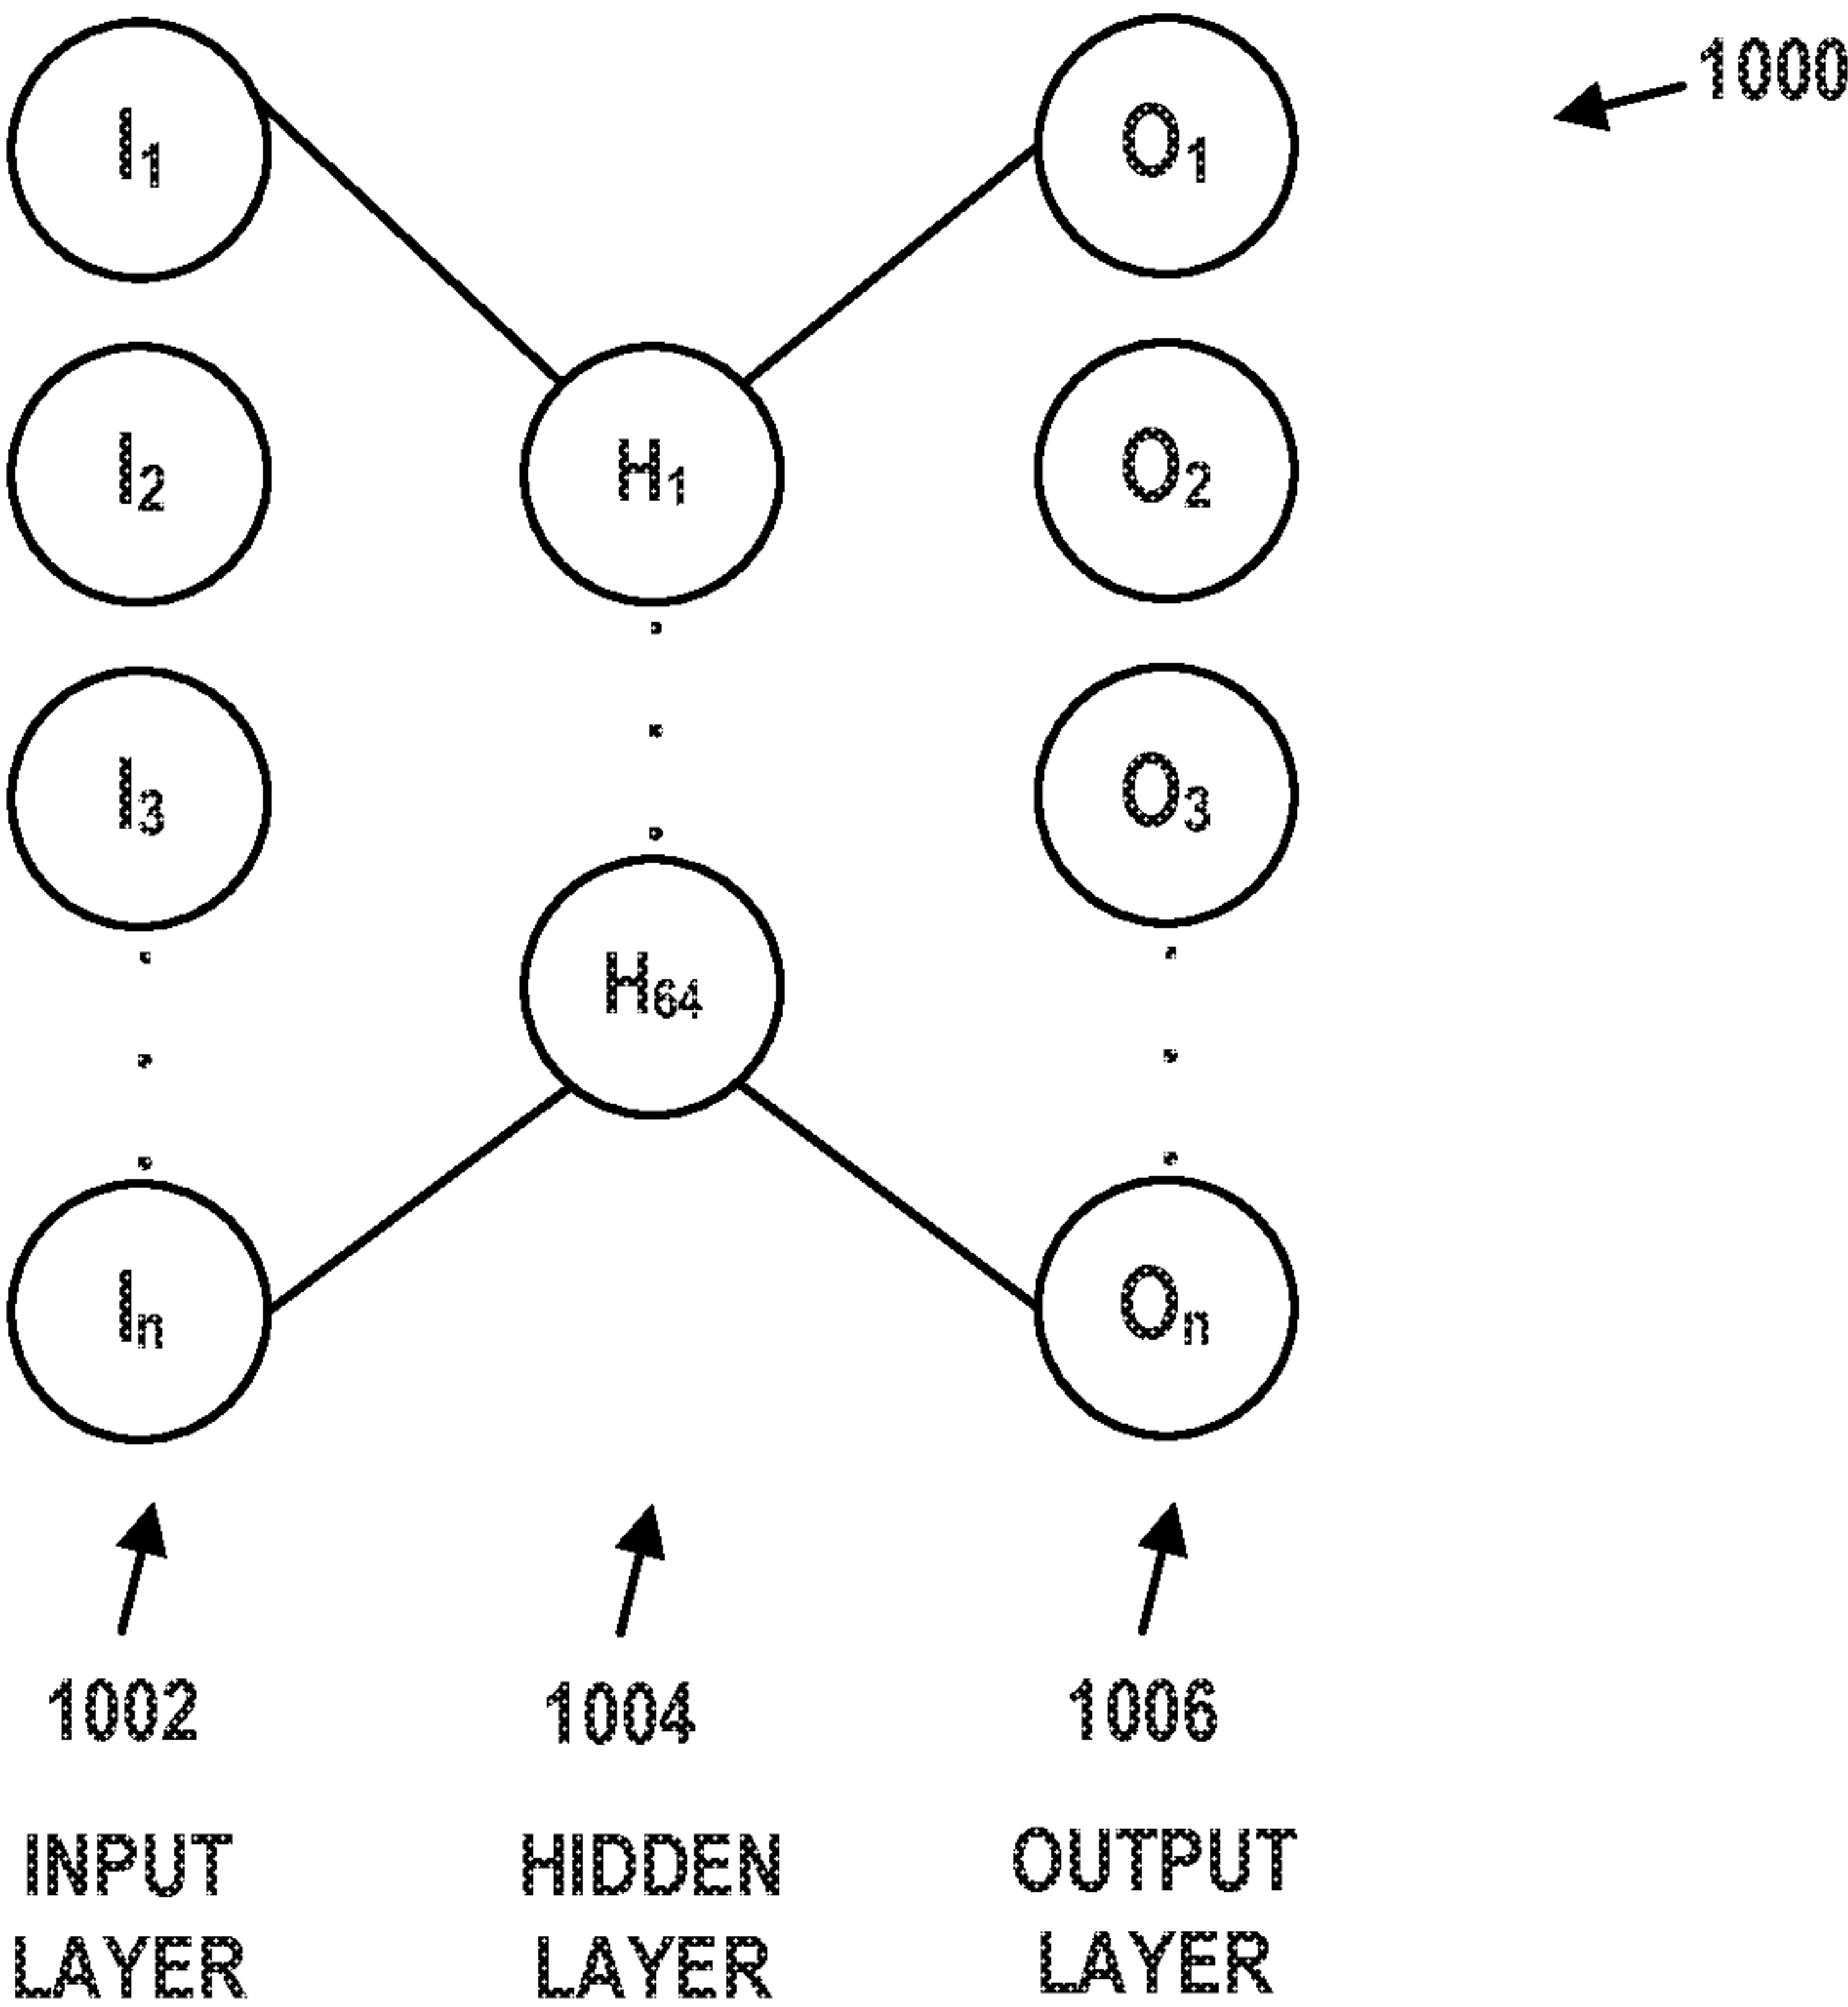 1000
I1
O1
I2
H1
O2
I3
O3
H64
In
On
1002
1004
1006
INPUT LAYER
HIDDEN LAYER
OUTPUT LAYER